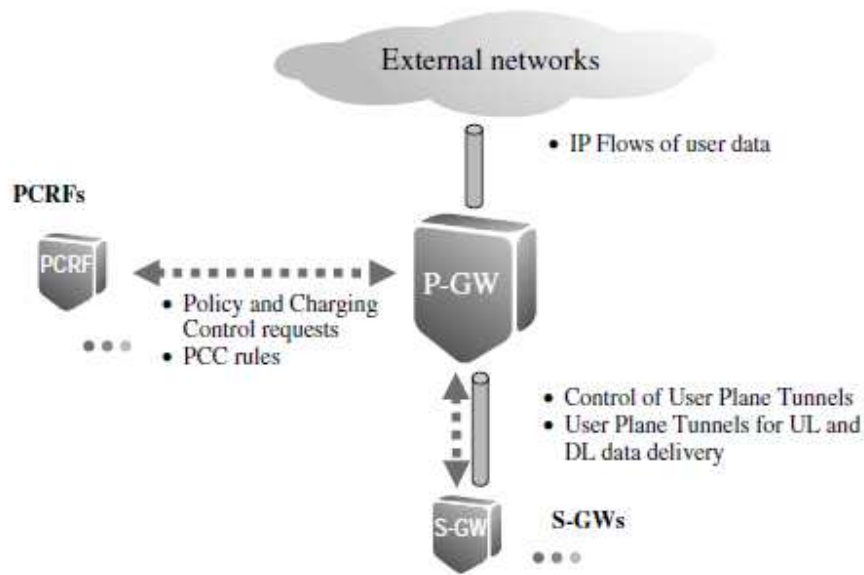 External networks
• IP Flows of user data
PCRFs
PCRF
P-GW
• Policy and Charging
Control requests
• PCC rules
• Control of User Plane Tunnels
• User Plane Tunnels for UL and
DL data delivery
S-GW
S-GWs